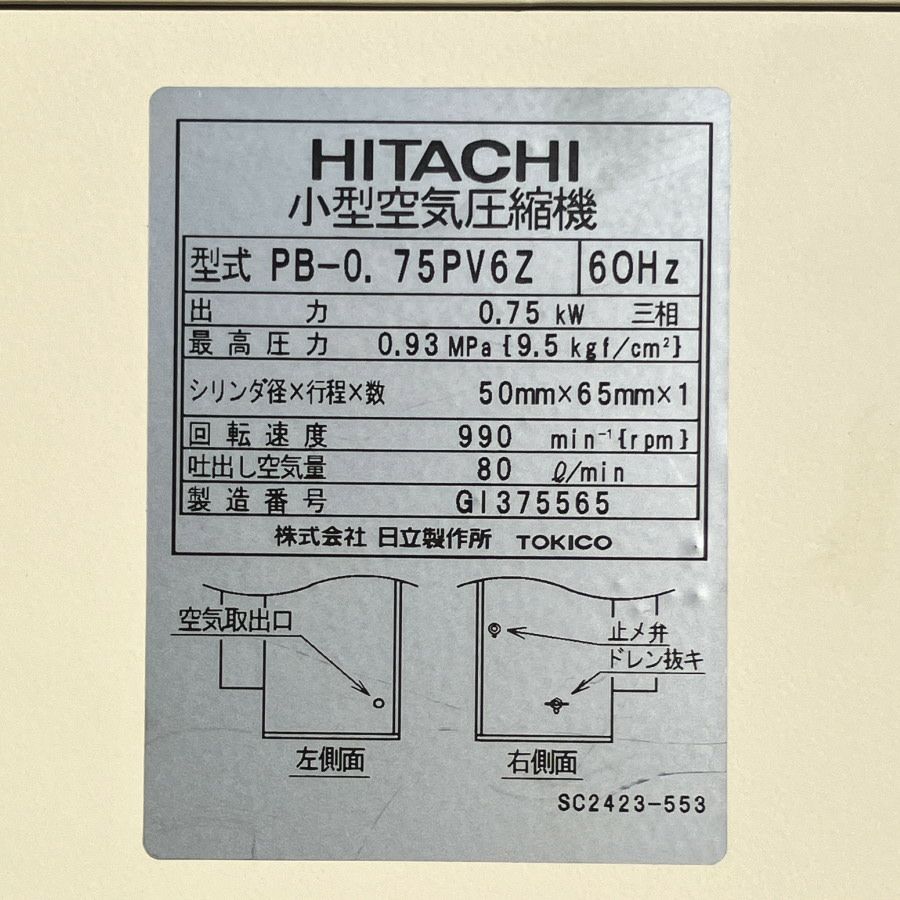 HITACHI
小型空気圧縮機
型式 PB-0.75PV6Z 60Hz
出力 0.75 kW 三相
最高圧力 0.93 MPa {9.5 kgf/cm²}
シリンダ径×行程×数 50mm×65mm×1
回転速度 990 min⁻¹{rpm}
吐出し空気量 80 ℓ/min
製造番号 GI375565
株式会社 日立製作所 TOKICO
空気取出口
止メ弁
ドレン抜キ
左側面
右側面
SC2423-553